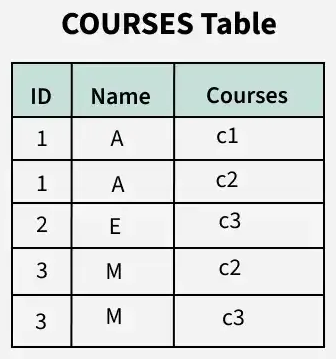 COURSES Table
ID Name Courses
1 A c1
1 A c2
2 E c3
3 M c2
3 M c3